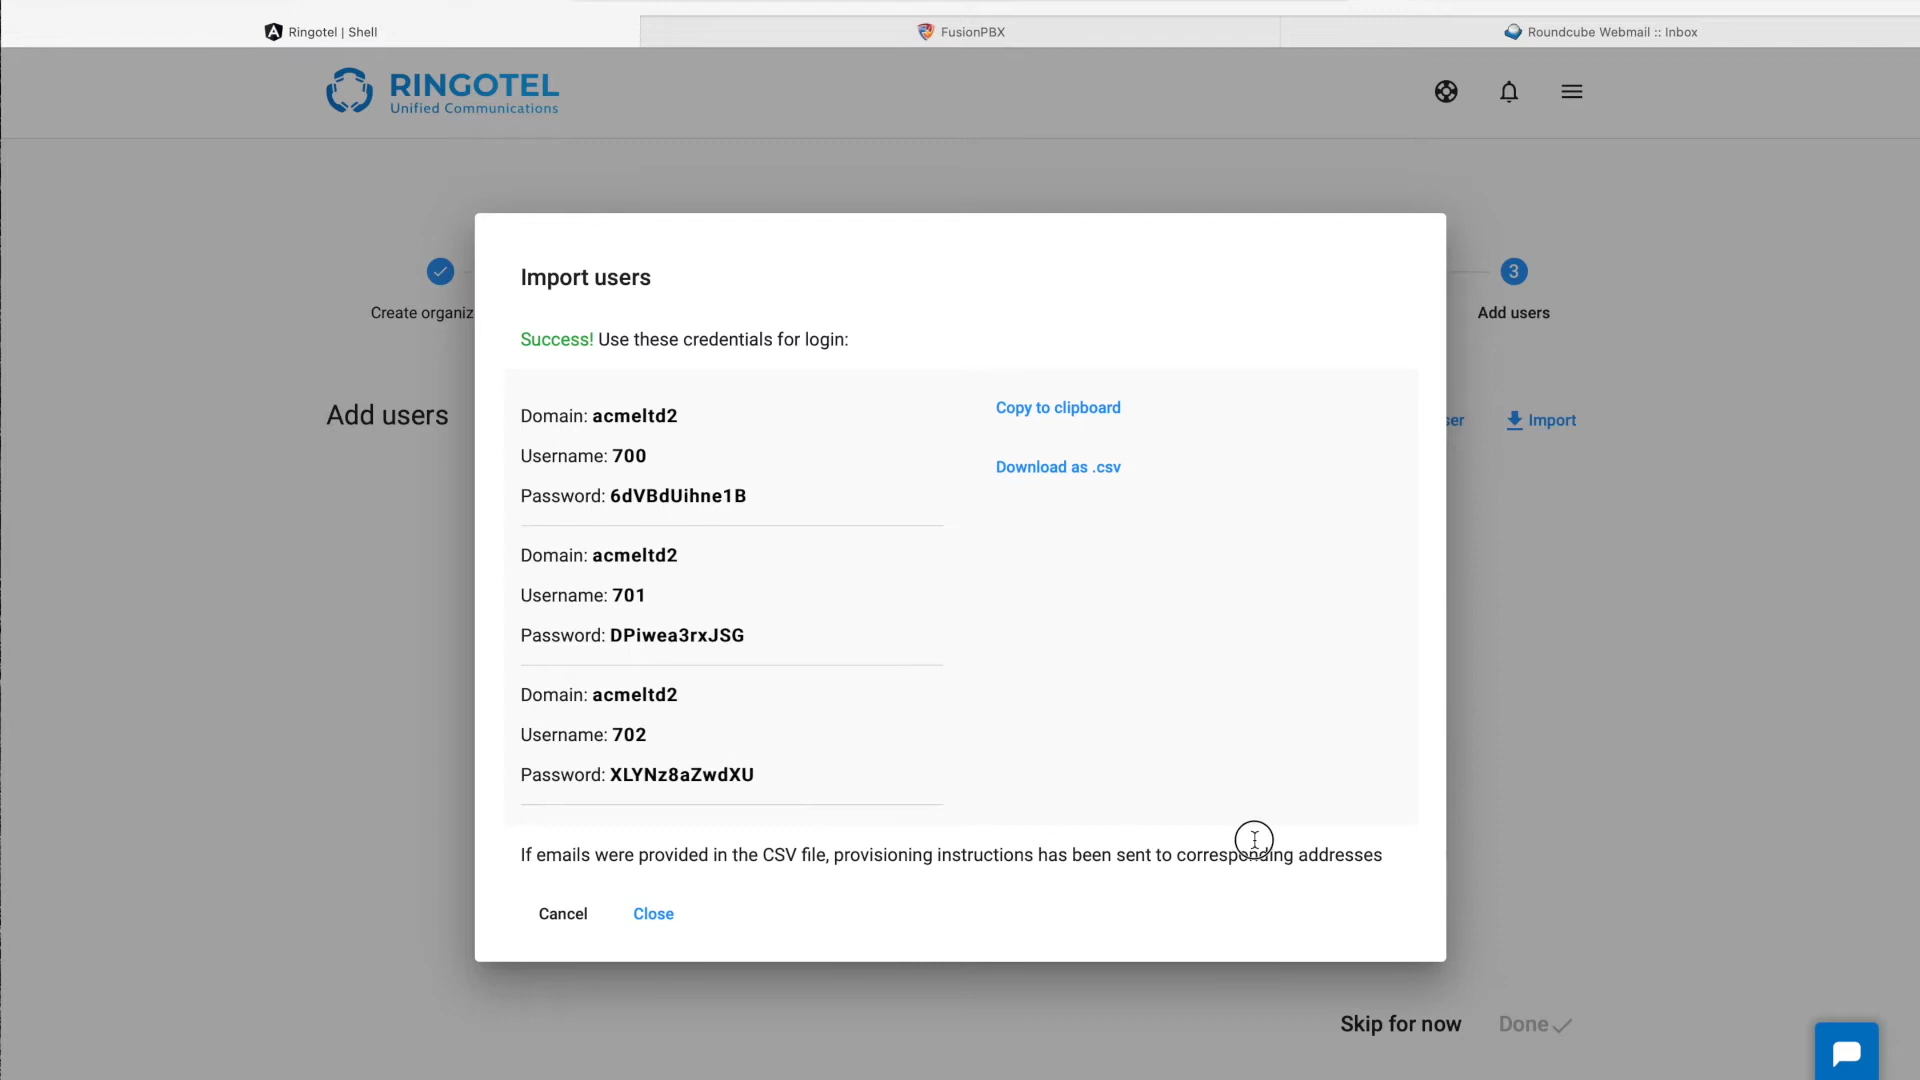 Ringotel | Shell
FusionPBX
Roundcube Webmail :: Inbox
RINGOTEL
Unified Communications
Create organiz
3
Add users
Add users
ser
Import
Import users
Success! Use these credentials for login:
Domain: acmeltd2
Username: 700
Password: 6dVBdUihne1B
Copy to clipboard
Download as .csv
Domain: acmeltd2
Username: 701
Password: DPiwea3rxJSG
Domain: acmeltd2
Username: 702
Password: XLYNz8aZwdXU
If emails were provided in the CSV file, provisioning instructions has been sent to corresponding addresses
Cancel
Close
Skip for now
Done